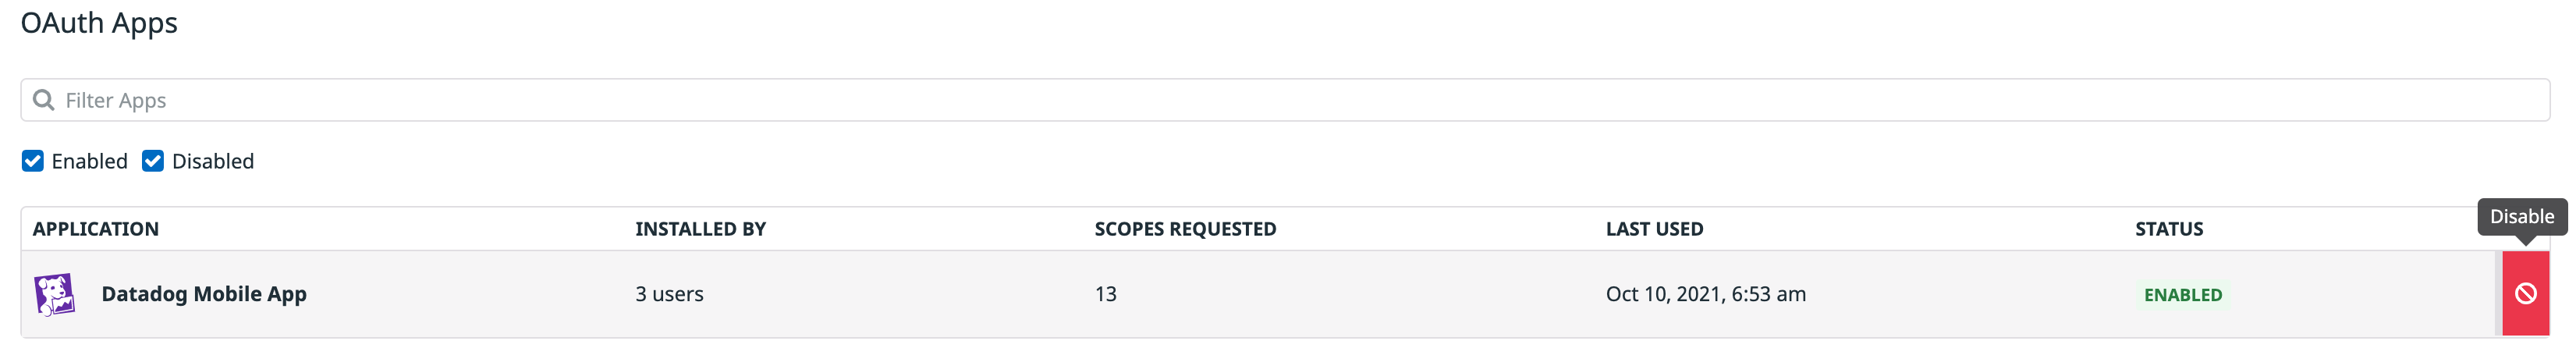 OAuth Apps
Filter Apps
Enabled Disabled
Disable
APPLICATION INSTALLED BY SCOPES REQUESTED LAST USED STATUS
Datadog Mobile App 3 users 13 Oct 10, 2021, 6:53 am ENABLED